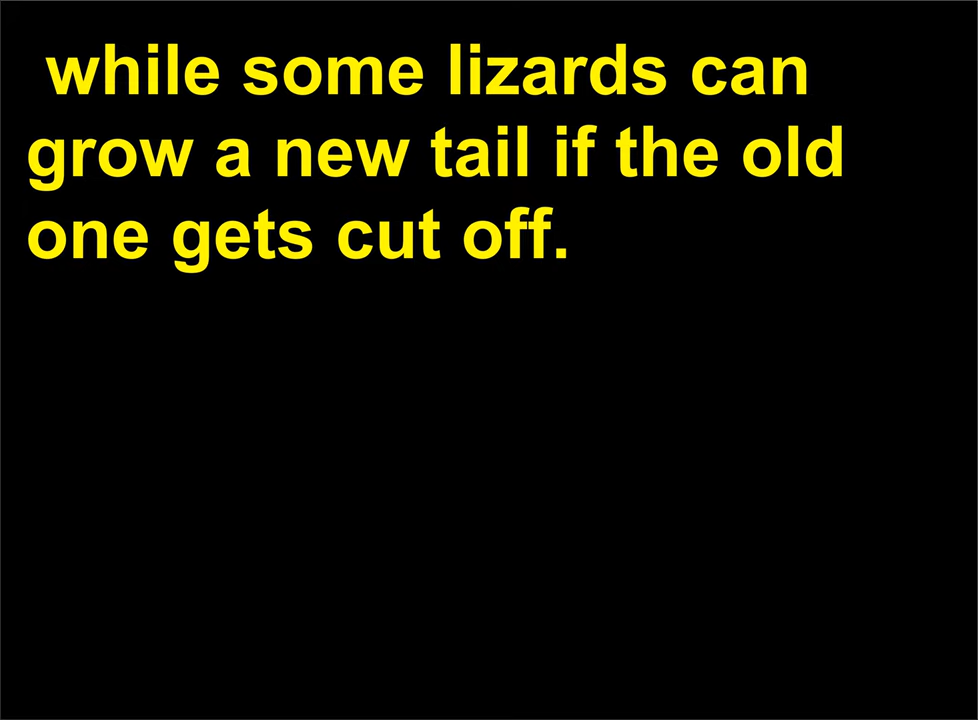 while some lizards can
grow a new tail if the old
one gets cut off.